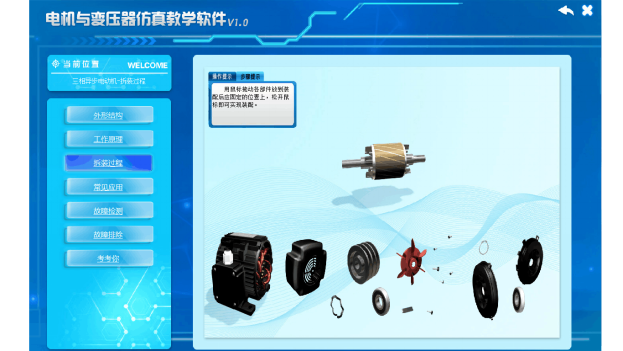 电机与变压器仿真教学软件V1.0
当前位置 WELCOME
三相异步电动机-拆装过程
外形结构
工作原理
拆装过程
常见应用
故障检测
故障排除
考考你
操作提示 步骤提示
用鼠标拖动各部件放到装
配后应固定的位置上，松开鼠
标即可实现装配。